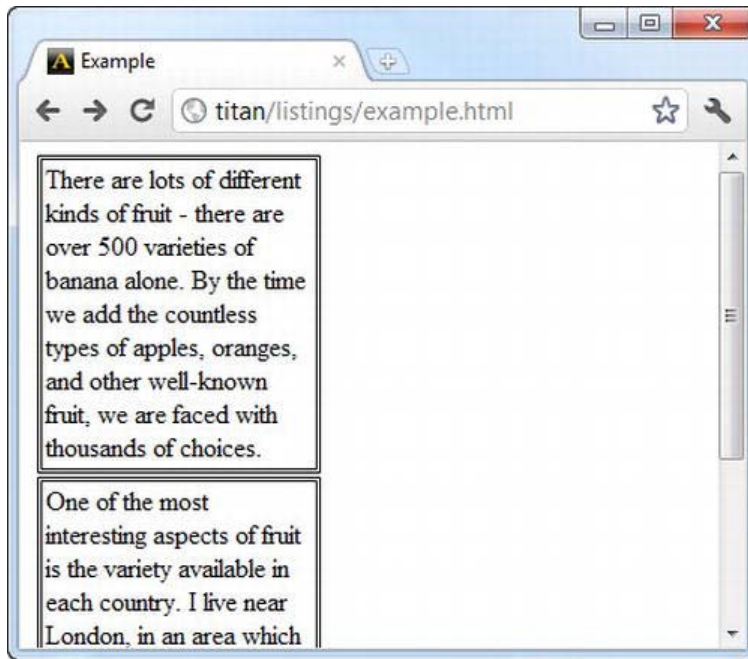 Example
titan/listings/example.html
There are lots of different
kinds of fruit - there are
over 500 varieties of
banana alone. By the time
we add the countless
types of apples, oranges,
and other well-known
fruit, we are faced with
thousands of choices.
One of the most
interesting aspects of fruit
is the variety available in
each country. I live near
London, in an area which